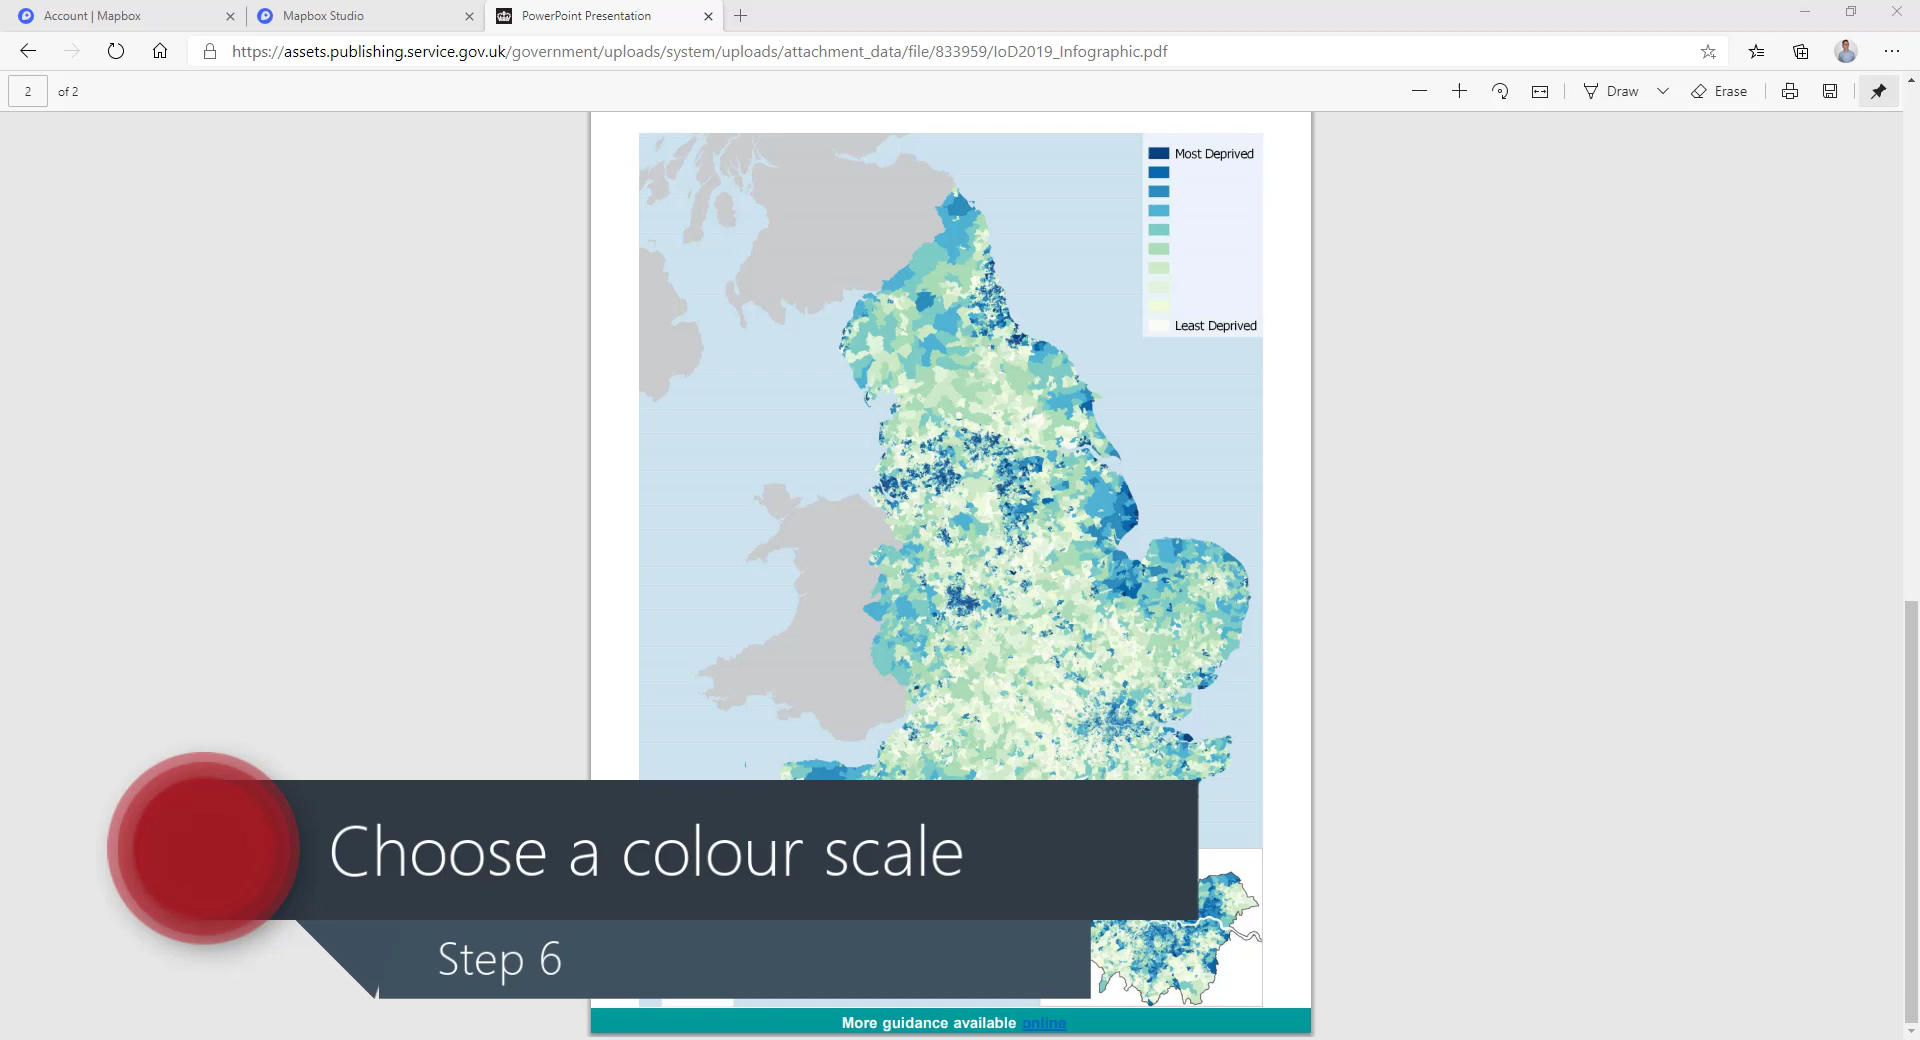 Account | Mapbox
Mapbox Studio
PowerPoint Presentation
https://assets.publishing.service.gov.uk/government/uploads/system/uploads/attachment_data/file/833959/IoD2019_Infographic.pdf
2 of 2
Draw
Erase
Most Deprived
Least Deprived
Choose a colour scale
Step 6
More guidance available online